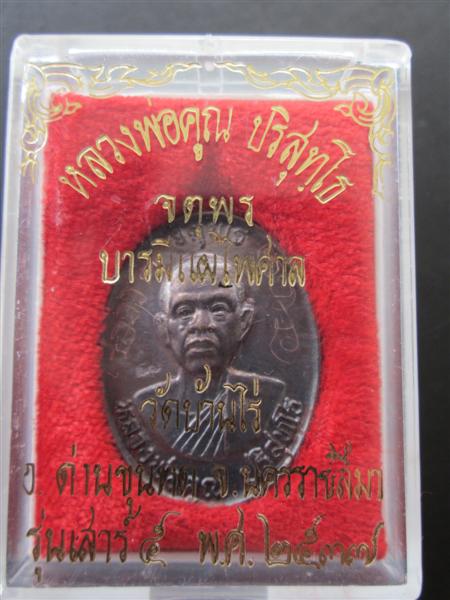 หลวงพ่อคูณ ปริสุทฺโธ
จตุพร
บารมีแผ่ไพศาล
วัดบ้านไร่
อ. ด่านขุนทด จ. นครราชสีมา
รุ่นเสาร์ ๕ พ.ศ. ๒๕๓๗